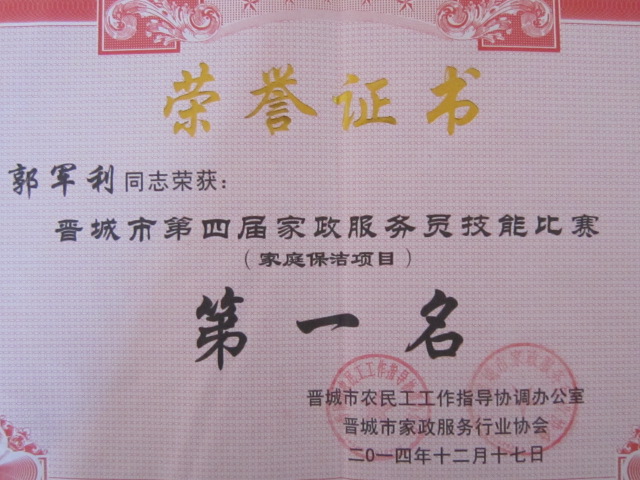 荣誉证书
郭军利同志荣获：
晋城市第四届家政服务员技能比赛
（家庭保洁项目）
第一名
晋城市农民工工作指导协调办公室
晋城市家政服务行业协会
二〇一四年十二月十七日